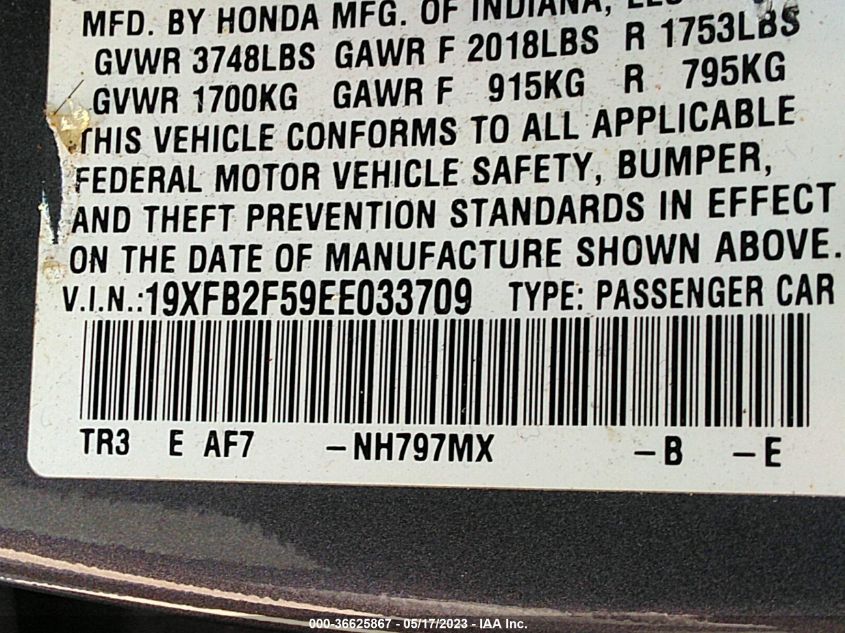 MFD. BY HONDA MFG. OF INDIANA, LLC
GVWR 3748LBS GAWR F 2018LBS R 1753LBS
GVWR 1700KG GAWR F 915KG R 795KG
THIS VEHICLE CONFORMS TO ALL APPLICABLE
FEDERAL MOTOR VEHICLE SAFETY, BUMPER,
AND THEFT PREVENTION STANDARDS IN EFFECT
ON THE DATE OF MANUFACTURE SHOWN ABOVE.
V.I.N.:19XFB2F59EE033709 TYPE: PASSENGER CAR
TR3 E AF7 -NH797MX -B -E
000-36625867 - 05/17/2023 - IAA Inc.